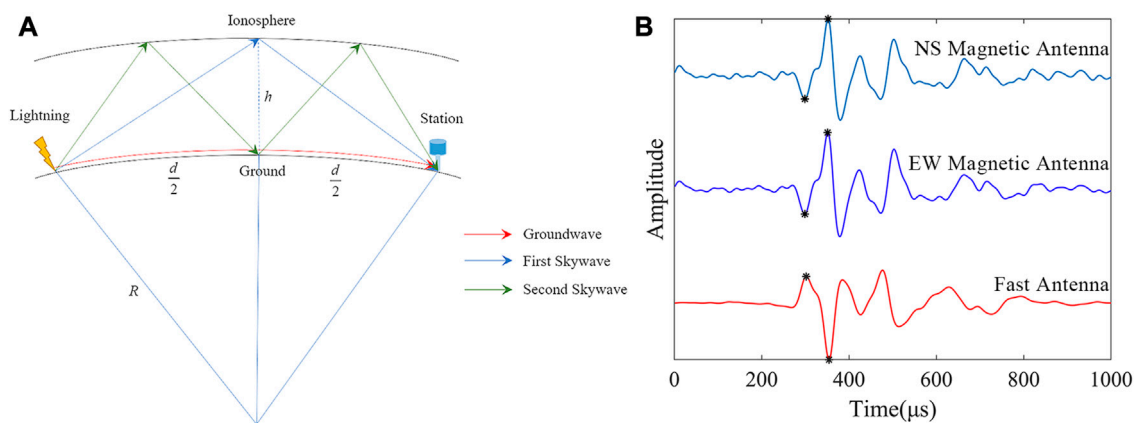 A
Ionosphere
Lightning
h
Station
d/2
Ground
d/2
R
Groundwave
First Skywave
Second Skywave
B
NS Magnetic Antenna
EW Magnetic Antenna
Fast Antenna
Amplitude
0 200 400 600 800 1000
Time(μs)